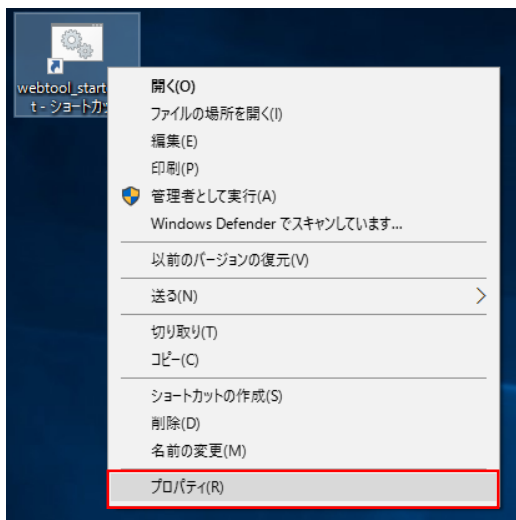 webtool_start
t - ショートカッ
開く(O)
ファイルの場所を開く(I)
編集(E)
印刷(P)
管理者として実行(A)
Windows Defender でスキャンしています...
以前のバージョンの復元(V)
送る(N)
切り取り(T)
コピー(C)
ショートカットの作成(S)
削除(D)
名前の変更(M)
プロパティ(R)